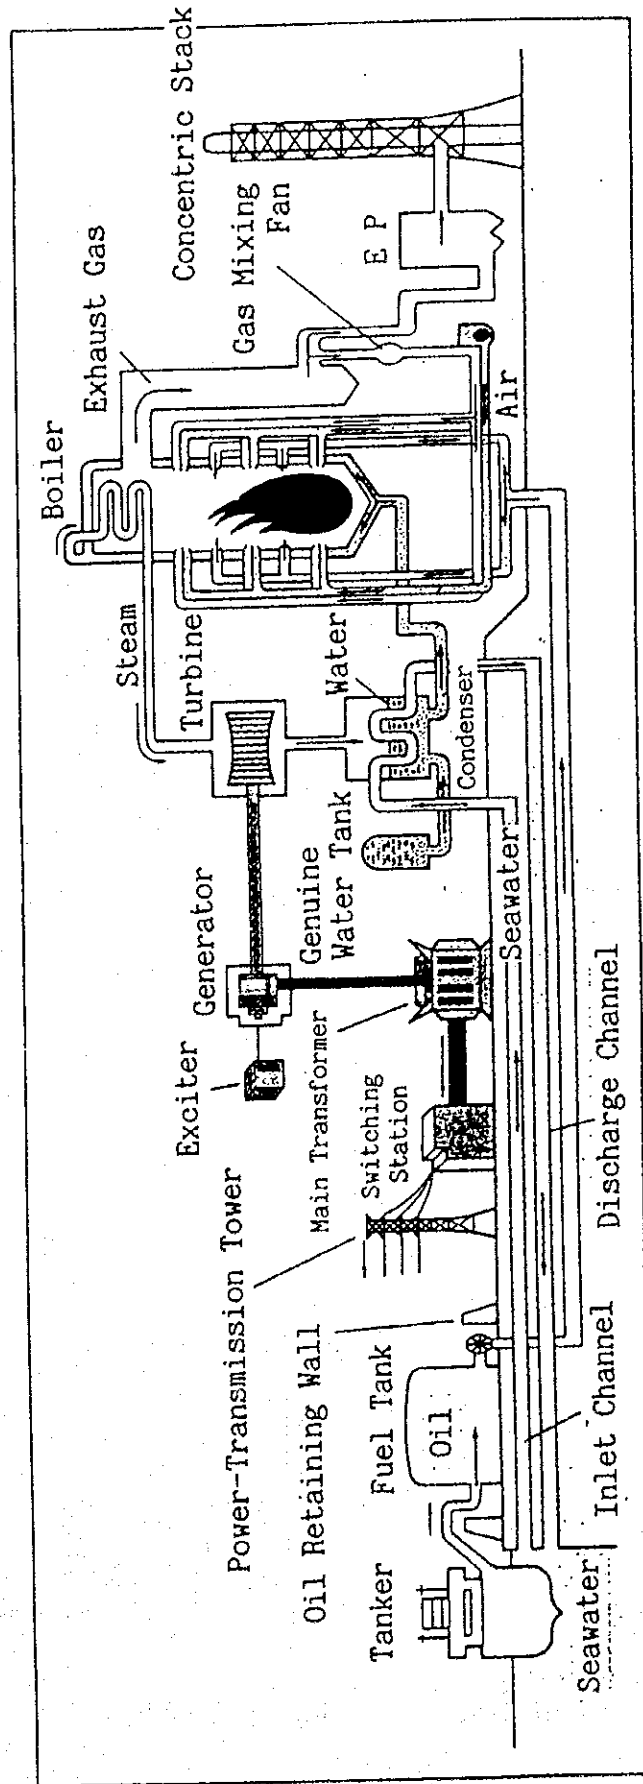 Concentric Stack
Exhaust Gas
Gas Mixing
Fan
E P
Boiler
Air
Steam
Turbine
Water
Condenser
Generator
Genuine
Water Tank
Seawater
Exciter
Main Transformer
Switching
Station
Discharge Channel
Power-Transmission Tower
Oil Retaining Wall
Fuel Tank
Oil
Inlet Channel
Tanker
Seawater